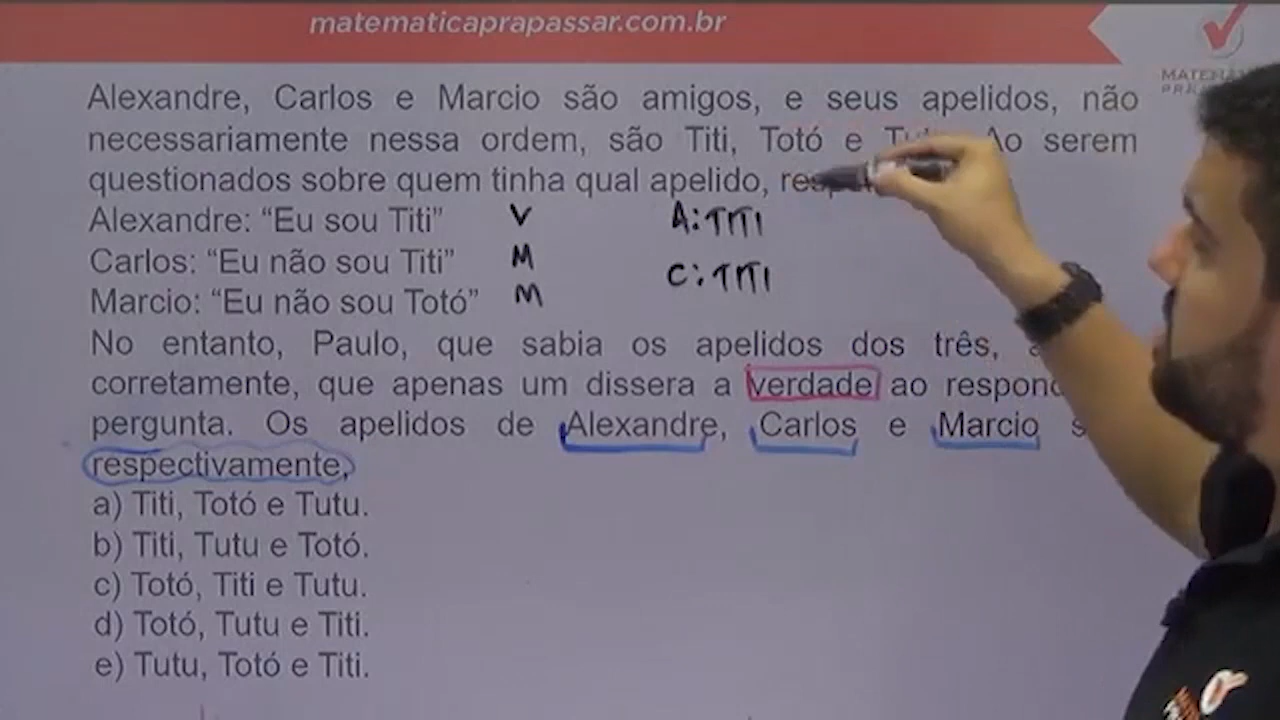 matematicaprapassar.com.br
Alexandre, Carlos e Marcio são amigos, e seus apelidos, não
necessariamente nessa ordem, são Titi, Totó e Ao serem
questionados sobre quem tinha qual apelido,
Alexandre: “Eu sou Titi” V A: TITI
Carlos: “Eu não sou Titi” M C: TITI
Marcio: “Eu não sou Totó” M
No entanto, Paulo, que sabia os apelidos dos três,
corretamente, que apenas um dissera a verdade ao
pergunta. Os apelidos de Alexandre, Carlos e Marcio
respectivamente,
a) Titi, Totó e Tutu.
b) Titi, Tutu e Totó.
c) Totó, Titi e Tutu.
d) Totó, Tutu e Titi.
e) Tutu, Totó e Titi.